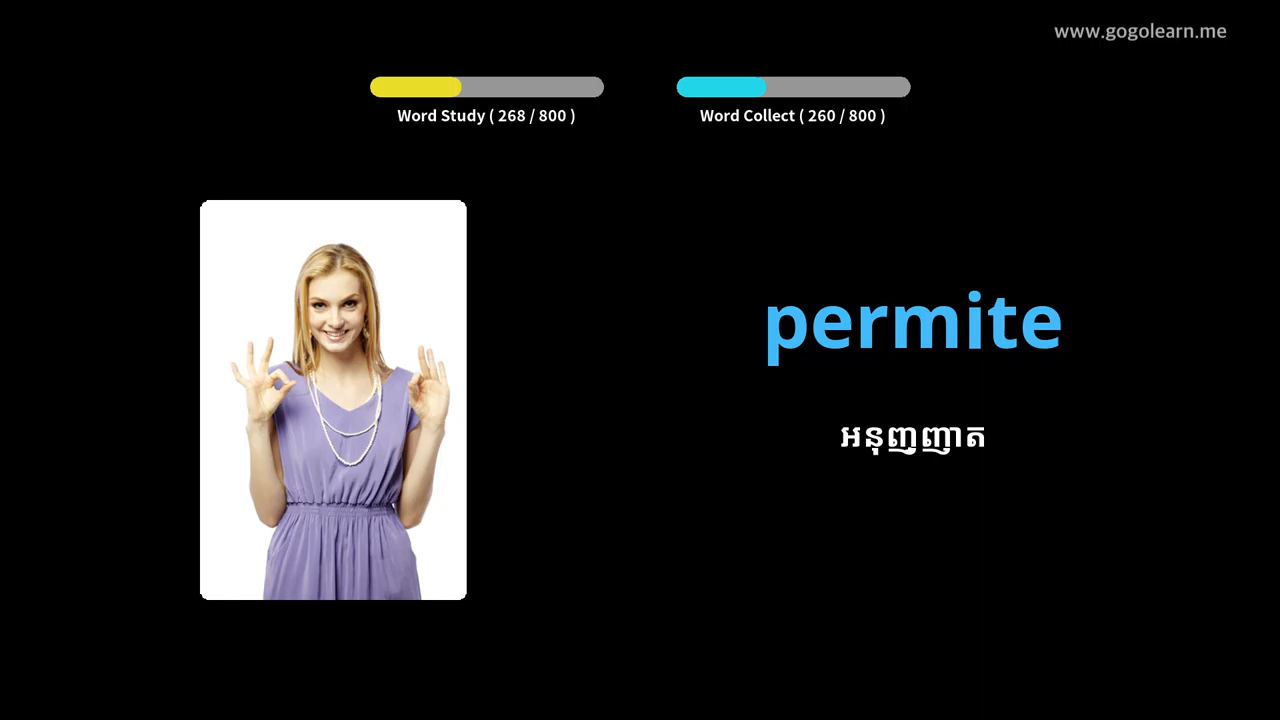 www.gogolearn.me
Word Study ( 268 / 800 )
Word Collect ( 260 / 800 )
permite
អនុញ្ញាត